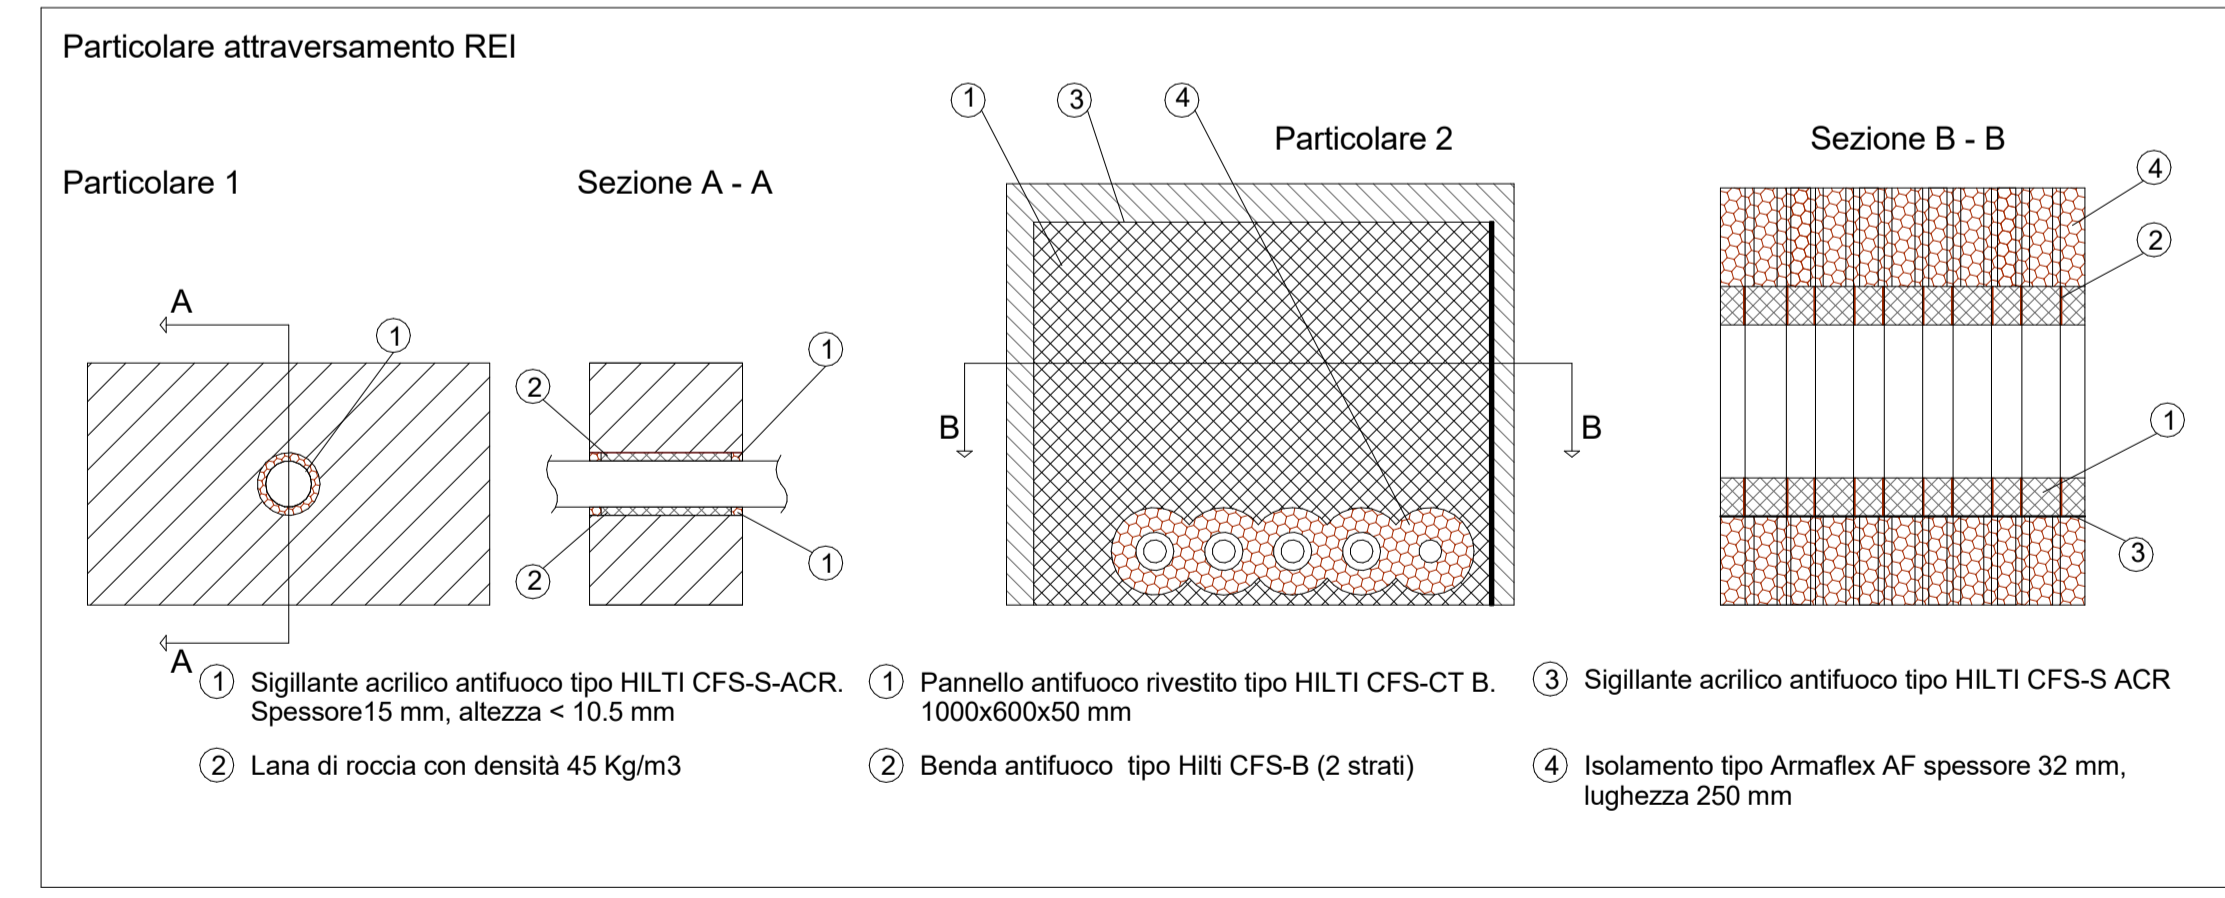 Particolare attraversamento REI
Particolare 1
Sezione A - A
Particolare 2
Sezione B - B
A
1
A
2
1
2
1
1
3
4
B
B
4
2
1
3
1 Sigillante acrilico antifuoco tipo HILTI CFS-S-ACR.
Spessore15 mm, altezza < 10.5 mm
2 Lana di roccia con densità 45 Kg/m3
1 Pannello antifuoco rivestito tipo HILTI CFS-CT B.
1000x600x50 mm
2 Benda antifuoco tipo Hilti CFS-B (2 strati)
3 Sigillante acrilico antifuoco tipo HILTI CFS-S ACR
4 Isolamento tipo Armaflex AF spessore 32 mm,
lughezza 250 mm